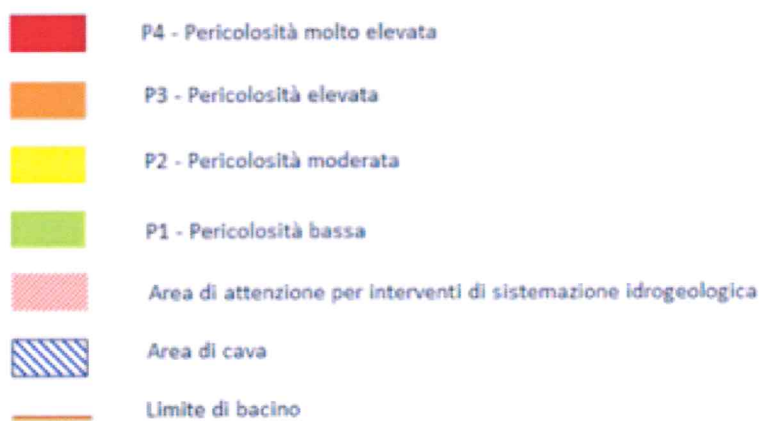 P4 - Pericolosità molto elevata
P3 - Pericolosità elevata
P2 - Pericolosità moderata
P1 - Pericolosità bassa
Area di attenzione per interventi di sistemazione idrogeologica
Area di cava
Limite di bacino